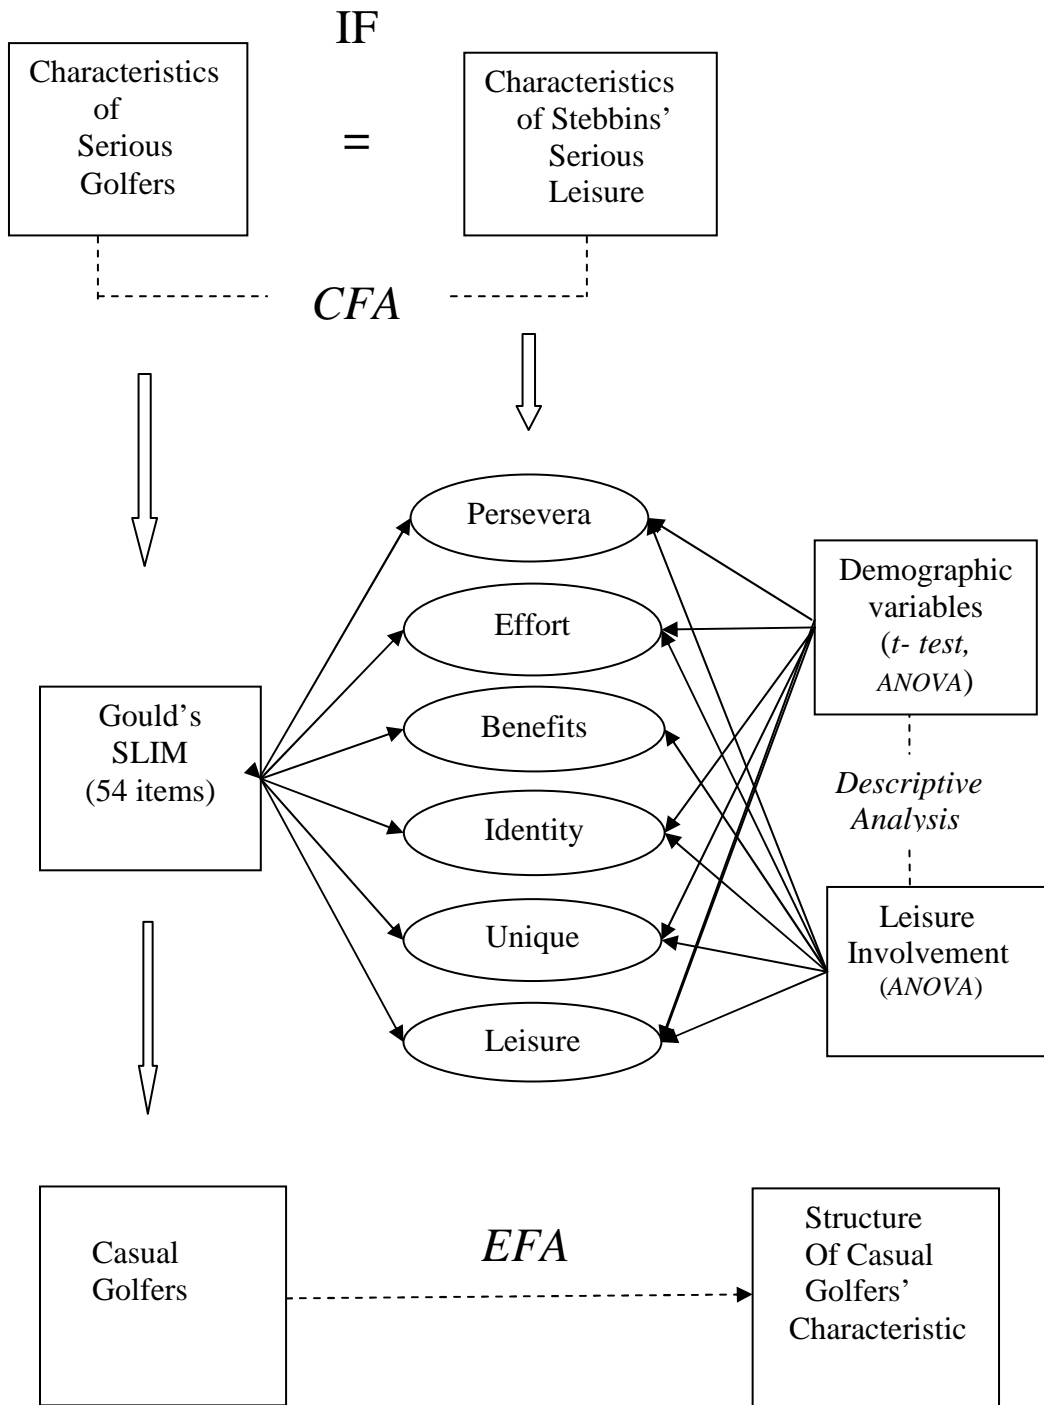 IF
Characteristics
of
Serious
Golfers
=
Characteristics
of Stebbins’
Serious
Leisure
CFA
Persevera
Effort
Benefits
Identity
Unique
Leisure
Gould’s
SLIM
(54 items)
Demographic
variables
(t- test,
ANOVA)
Descriptive
Analysis
Leisure
Involvement
(ANOVA)
Casual
Golfers
EFA
Structure
Of Casual
Golfers’
Characteristic